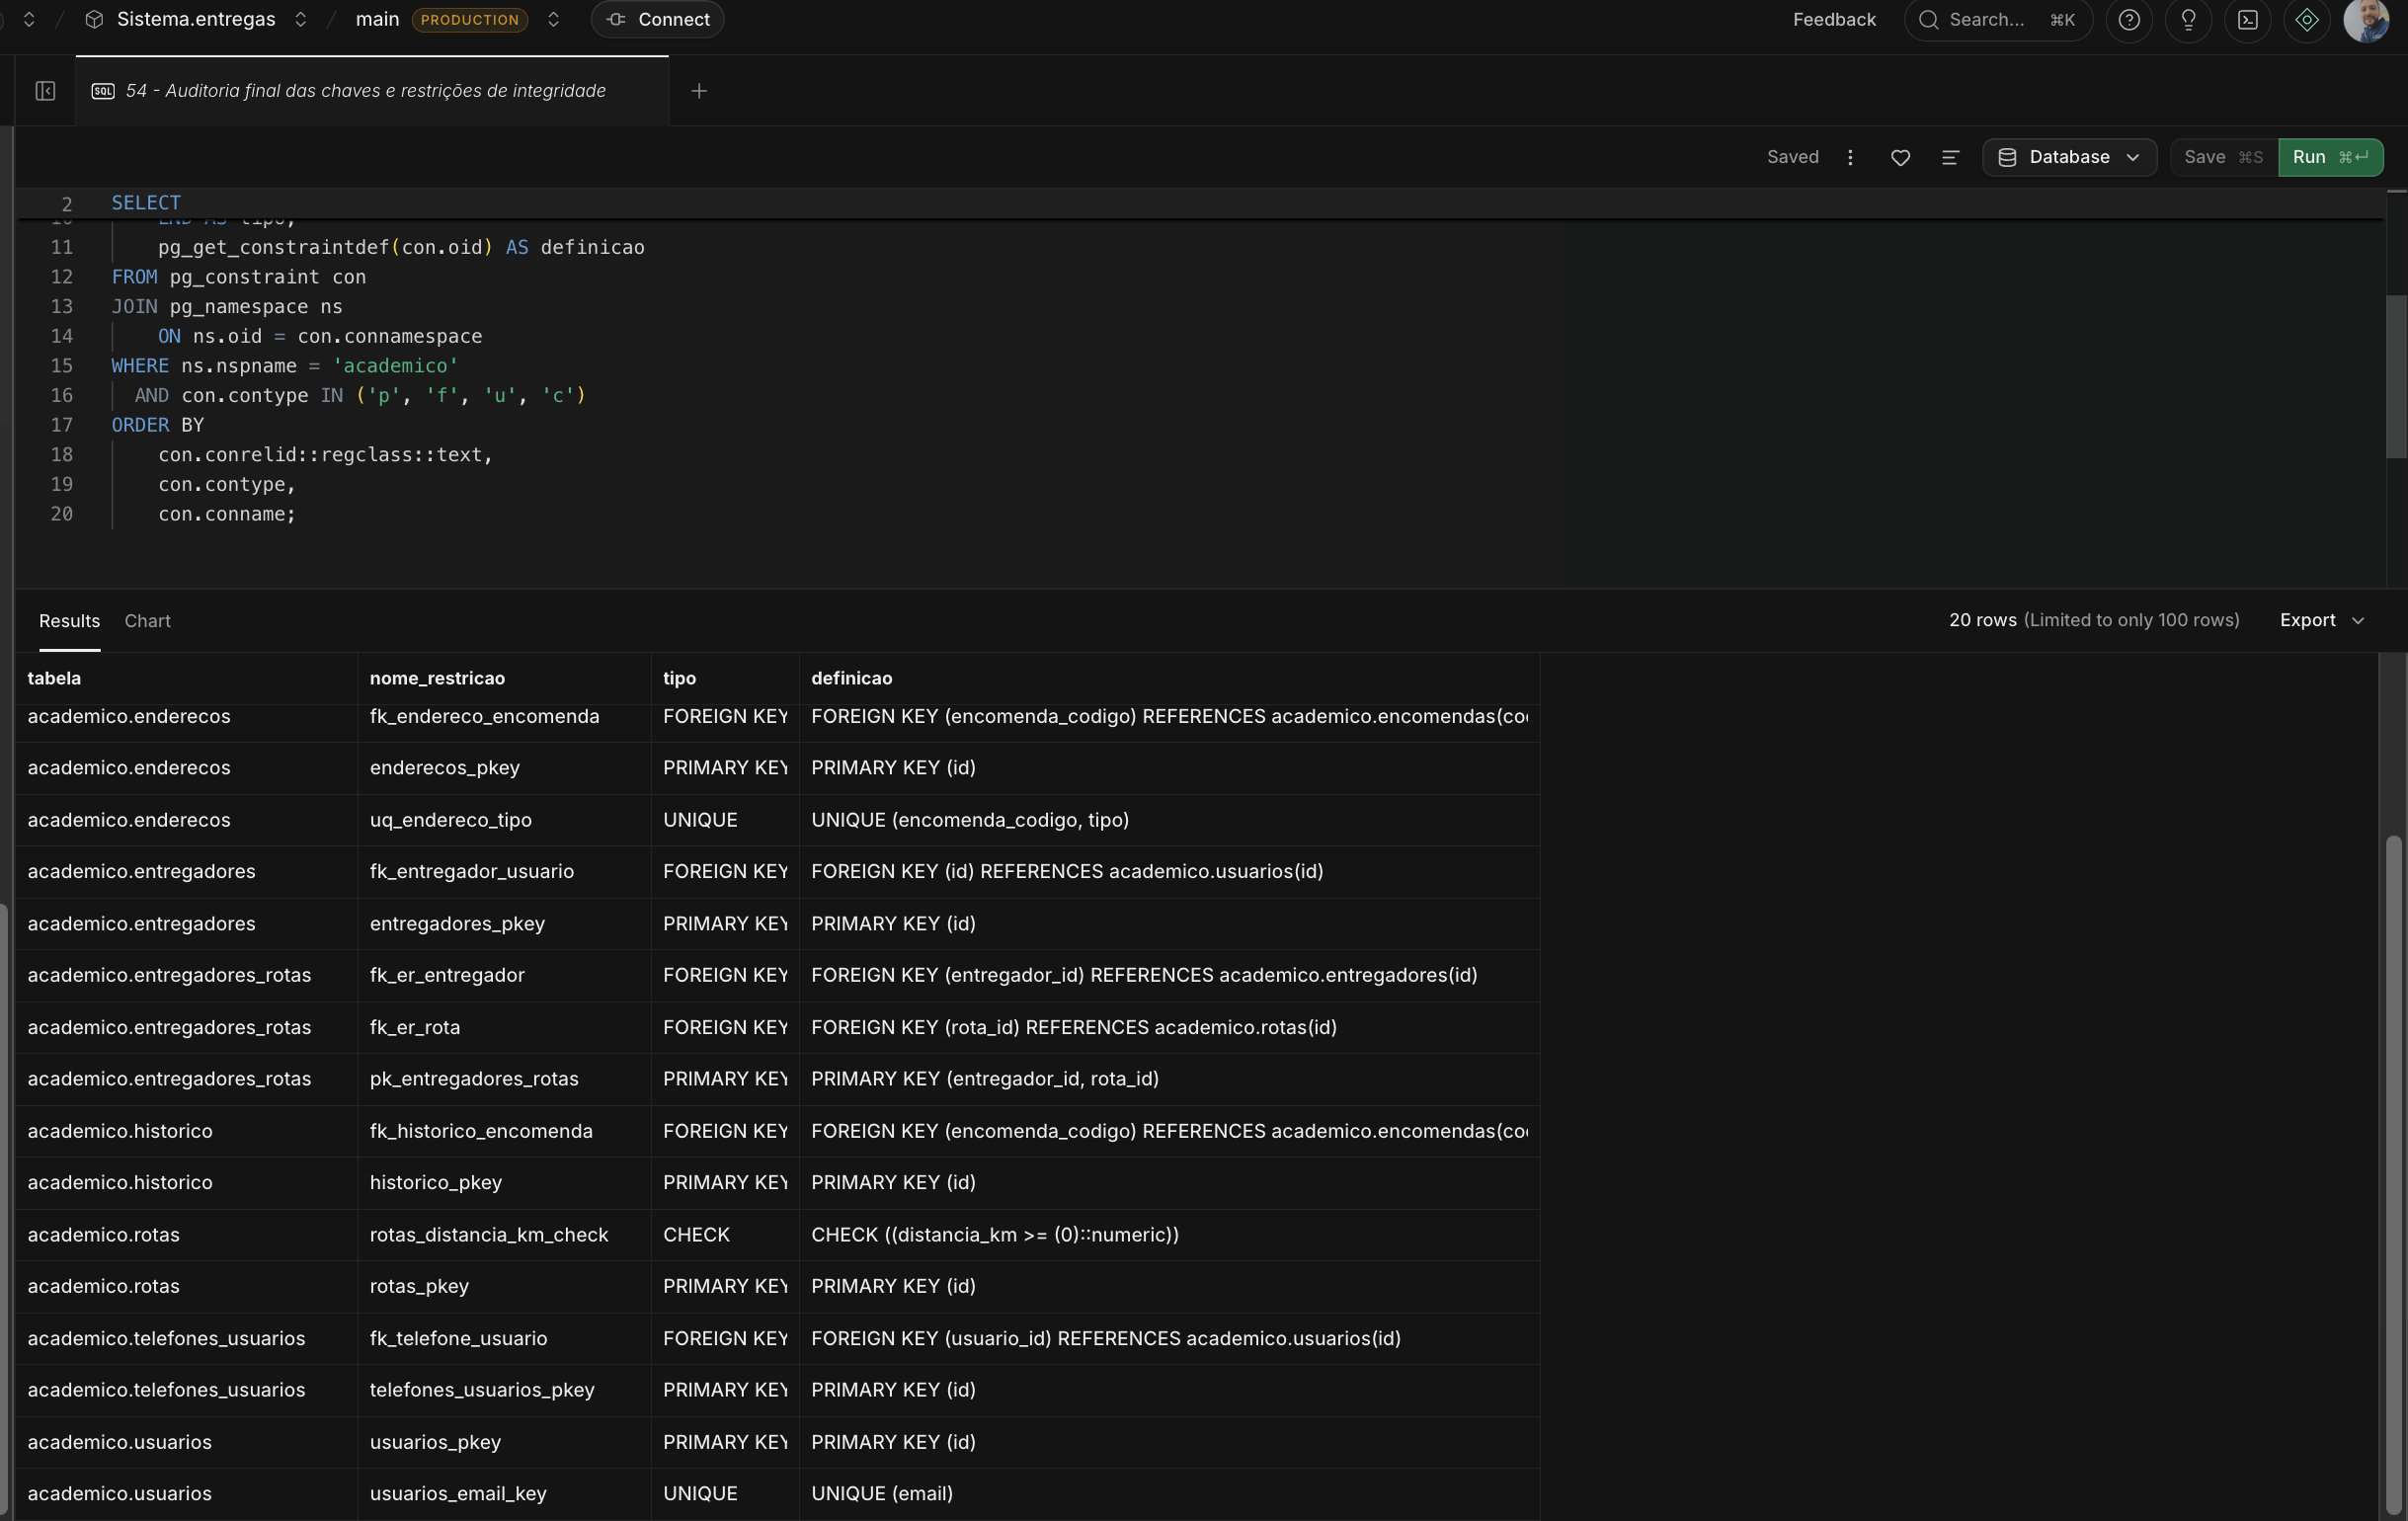 Sistema.entregas / main PRODUCTION Connect Feedback Search... ⌘K
SQL 54 - Auditoria final das chaves e restrições de integridade
Saved Database Save ⌘S Run ⌘↵
2 SELECT
10 END AS tipo,
11 pg_get_constraintdef(con.oid) AS definicao
12 FROM pg_constraint con
13 JOIN pg_namespace ns
14 ON ns.oid = con.connamespace
15 WHERE ns.nspname = 'academico'
16 AND con.contype IN ('p', 'f', 'u', 'c')
17 ORDER BY
18 con.conrelid::regclass::text,
19 con.contype,
20 con.conname;
Results Chart 20 rows (Limited to only 100 rows) Export
tabela nome_restricao tipo definicao
academico.enderecos fk_endereco_encomenda FOREIGN KEY FOREIGN KEY (encomenda_codigo) REFERENCES academico.encomendas(co
academico.enderecos enderecos_pkey PRIMARY KEY PRIMARY KEY (id)
academico.enderecos uq_endereco_tipo UNIQUE UNIQUE (encomenda_codigo, tipo)
academico.entregadores fk_entregador_usuario FOREIGN KEY FOREIGN KEY (id) REFERENCES academico.usuarios(id)
academico.entregadores entregadores_pkey PRIMARY KEY PRIMARY KEY (id)
academico.entregadores_rotas fk_er_entregador FOREIGN KEY FOREIGN KEY (entregador_id) REFERENCES academico.entregadores(id)
academico.entregadores_rotas fk_er_rota FOREIGN KEY FOREIGN KEY (rota_id) REFERENCES academico.rotas(id)
academico.entregadores_rotas pk_entregadores_rotas PRIMARY KEY PRIMARY KEY (entregador_id, rota_id)
academico.historico fk_historico_encomenda FOREIGN KEY FOREIGN KEY (encomenda_codigo) REFERENCES academico.encomendas(co
academico.historico historico_pkey PRIMARY KEY PRIMARY KEY (id)
academico.rotas rotas_distancia_km_check CHECK CHECK ((distancia_km >= (0)::numeric))
academico.rotas rotas_pkey PRIMARY KEY PRIMARY KEY (id)
academico.telefones_usuarios fk_telefone_usuario FOREIGN KEY FOREIGN KEY (usuario_id) REFERENCES academico.usuarios(id)
academico.telefones_usuarios telefones_usuarios_pkey PRIMARY KEY PRIMARY KEY (id)
academico.usuarios usuarios_pkey PRIMARY KEY PRIMARY KEY (id)
academico.usuarios usuarios_email_key UNIQUE UNIQUE (email)